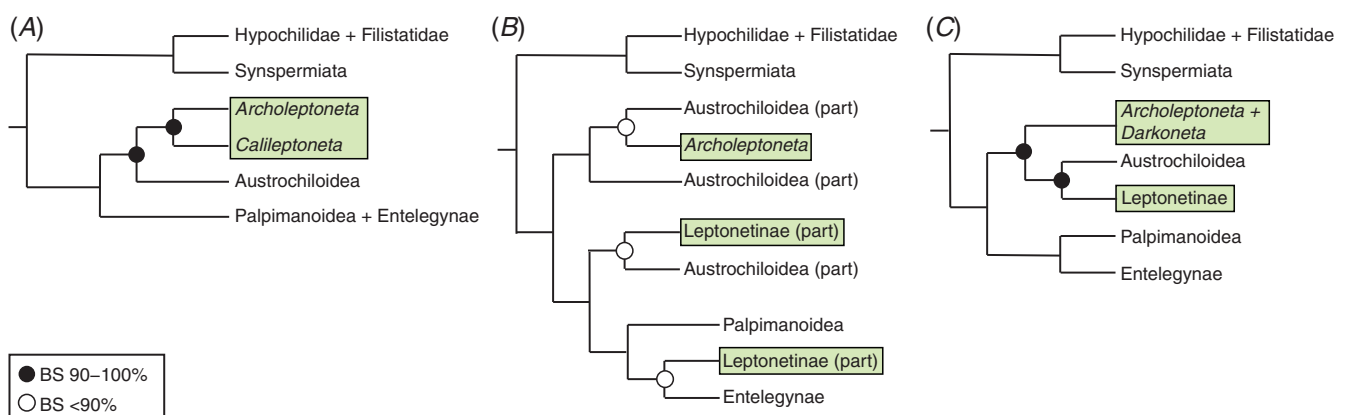 (A)
Hypochilidae + Filistatidae
Synspermiata
Archoleptoneta
Calileptoneta
Austrochiloidea
Palpimanoidea + Entelegynae
BS 90–100%
BS <90%
(B)
Hypochilidae + Filistatidae
Synspermiata
Austrochiloidea (part)
Archoleptoneta
Austrochiloidea (part)
Leptonetinae (part)
Austrochiloidea (part)
Palpimanoidea
Leptonetinae (part)
Entelegynae
(C)
Hypochilidae + Filistatidae
Synspermiata
Archoleptoneta +
Darkoneta
Austrochiloidea
Leptonetinae
Palpimanoidea
Entelegynae